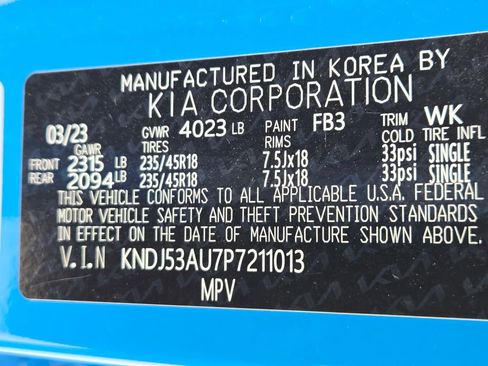 MANUFACTURED IN KOREA BY
KIA CORPORATION
03/23 GVWR 4023 LB PAINT FB3 TRIM WK
GAWR TIRES RIMS COLD TIRE INFL
FRONT 2315 LB 235/45R18 7.5Jx18 33psi SINGLE
REAR 2094 LB 235/45R18 7.5Jx18 33psi SINGLE
THIS VEHICLE CONFORMS TO ALL APPLICABLE U.S.A. FEDERAL
MOTOR VEHICLE SAFETY AND THEFT PREVENTION STANDARDS
IN EFFECT ON THE DATE OF MANUFACTURE SHOWN ABOVE.
V.I.N KNDJ53AU7P7211013
MPV